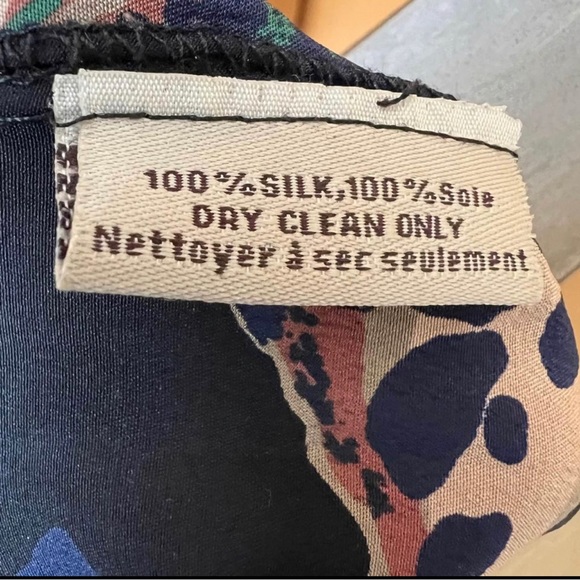 100%SILK,100%Soie
DRY CLEAN ONLY
Nettoyer à sec seulement